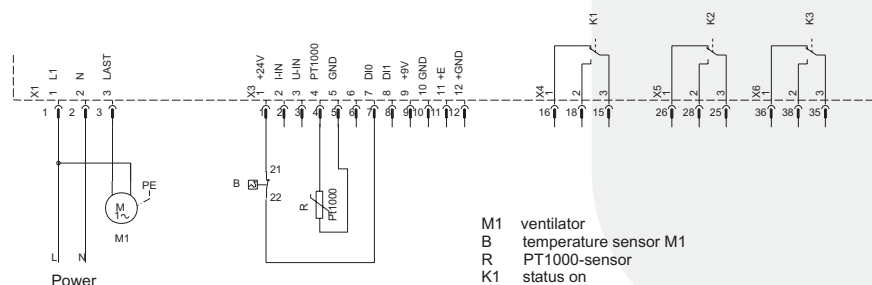 K1
K2
K3
X1
1 L1
2 N
3 LAST
X3
1 +24V
2 I-IN
3 U-IN
4 PT1000
5 GND
6
7 DI0
8 DI1
9 +9V
10 GND
11 +E
12 +GND
X4
1
2
3
X5
1
2
3
X6
1
2
3
1 2 3
1 2 3 4 5 6 7 8 9 10 11 12
16 18 15
26 28 25
36 38 35
21
22
B
PE
M
1~
M1
R
PT1000
L N
Power
M1 ventilator
B temperature sensor M1
R PT1000-sensor
K1 status on